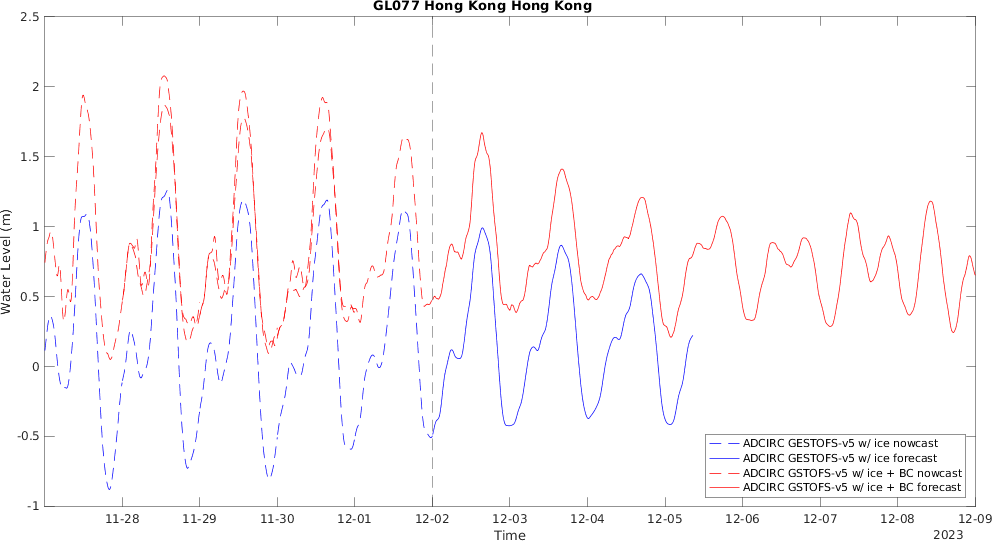 GL077 Hong Kong Hong Kong
2.5
2
1.5
1
0.5
0
-0.5
-1
Water Level (m)
11-28 11-29 11-30 12-01 12-02 12-03 12-04 12-05 12-06 12-07 12-08 12-09
Time
2023
ADCIRC GESTOFS-v5 w/ ice nowcast
ADCIRC GESTOFS-v5 w/ ice forecast
ADCIRC GSTOFS-v5 w/ ice + BC nowcast
ADCIRC GSTOFS-v5 w/ ice + BC forecast